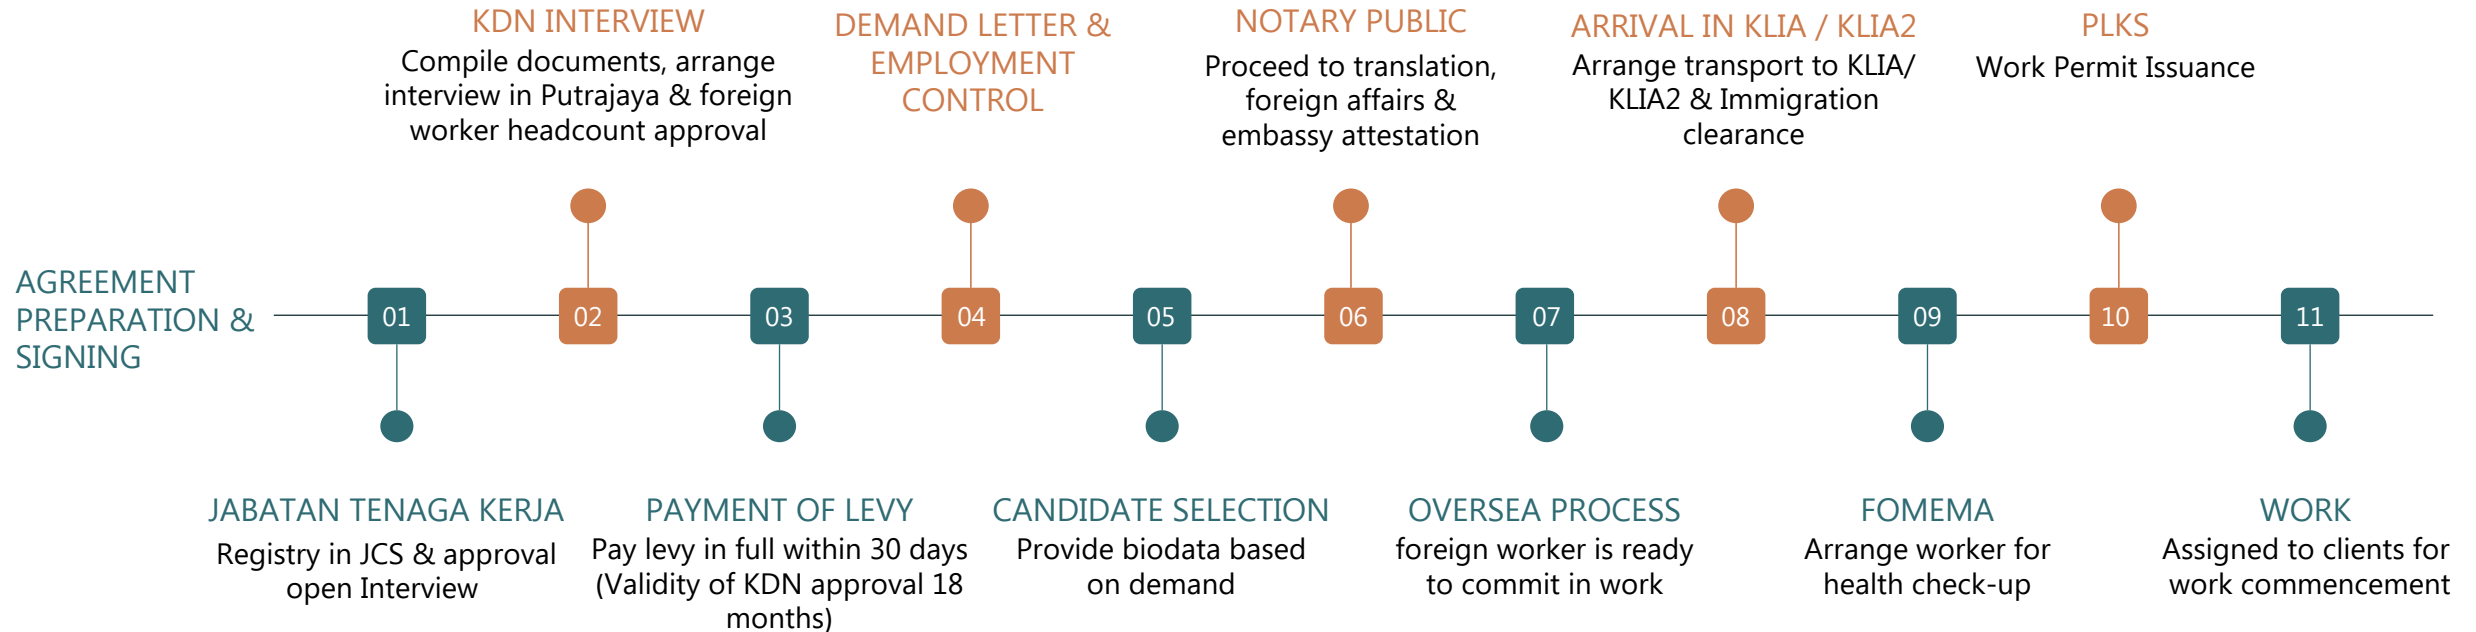 KDN INTERVIEW
Compile documents, arrange
interview in Putrajaya & foreign
worker headcount approval
DEMAND LETTER &
EMPLOYMENT
CONTROL
NOTARY PUBLIC
Proceed to translation,
foreign affairs &
embassy attestation
ARRIVAL IN KLIA / KLIA2
Arrange transport to KLIA/
KLIA2 & Immigration
clearance
PLKS
Work Permit Issuance
AGREEMENT
PREPARATION &
SIGNING
01
02
03
04
05
06
07
08
09
10
11
JABATAN TENAGA KERJA
Registry in JCS & approval
open Interview
PAYMENT OF LEVY
Pay levy in full within 30 days
(Validity of KDN approval 18
months)
CANDIDATE SELECTION
Provide biodata based
on demand
OVERSEA PROCESS
foreign worker is ready
to commit in work
FOMEMA
Arrange worker for
health check-up
WORK
Assigned to clients for
work commencement